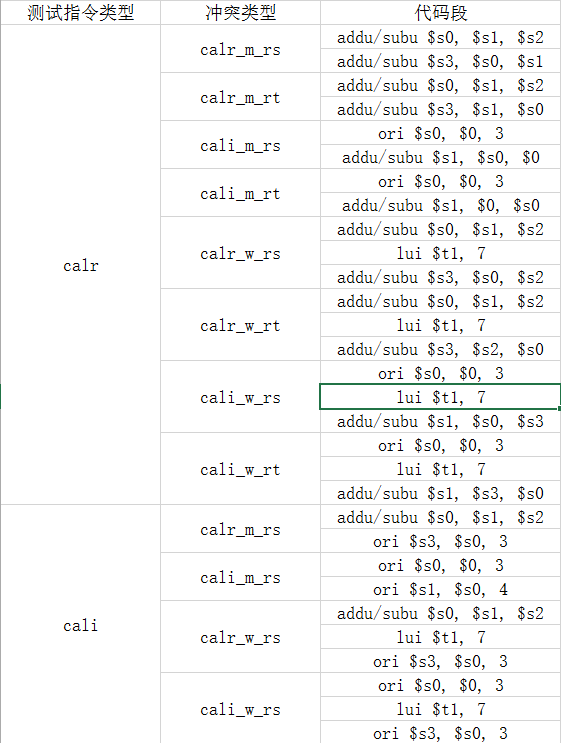 测试指令类型 冲突类型 代码段
calr
calr_m_rs
addu/subu $s0, $s1, $s2
addu/subu $s3, $s0, $s1
calr_m_rt
addu/subu $s0, $s1, $s2
addu/subu $s3, $s1, $s0
cali_m_rs
ori $s0, $0, 3
addu/subu $s1, $s0, $0
cali_m_rt
ori $s0, $0, 3
addu/subu $s1, $0, $s0
calr_w_rs
addu/subu $s0, $s1, $s2
lui $t1, 7
addu/subu $s3, $s0, $s2
calr_w_rt
addu/subu $s0, $s1, $s2
lui $t1, 7
addu/subu $s3, $s2, $s0
cali_w_rs
ori $s0, $0, 3
lui $t1, 7
addu/subu $s1, $s0, $s3
cali_w_rt
ori $s0, $0, 3
lui $t1, 7
addu/subu $s1, $s3, $s0
cali
calr_m_rs
addu/subu $s0, $s1, $s2
ori $s3, $s0, 3
cali_m_rs
ori $s0, $0, 3
ori $s1, $s0, 4
calr_w_rs
addu/subu $s0, $s1, $s2
lui $t1, 7
ori $s3, $s0, 3
cali_w_rs
ori $s0, $0, 3
lui $t1, 7
ori $s3, $s0, 3